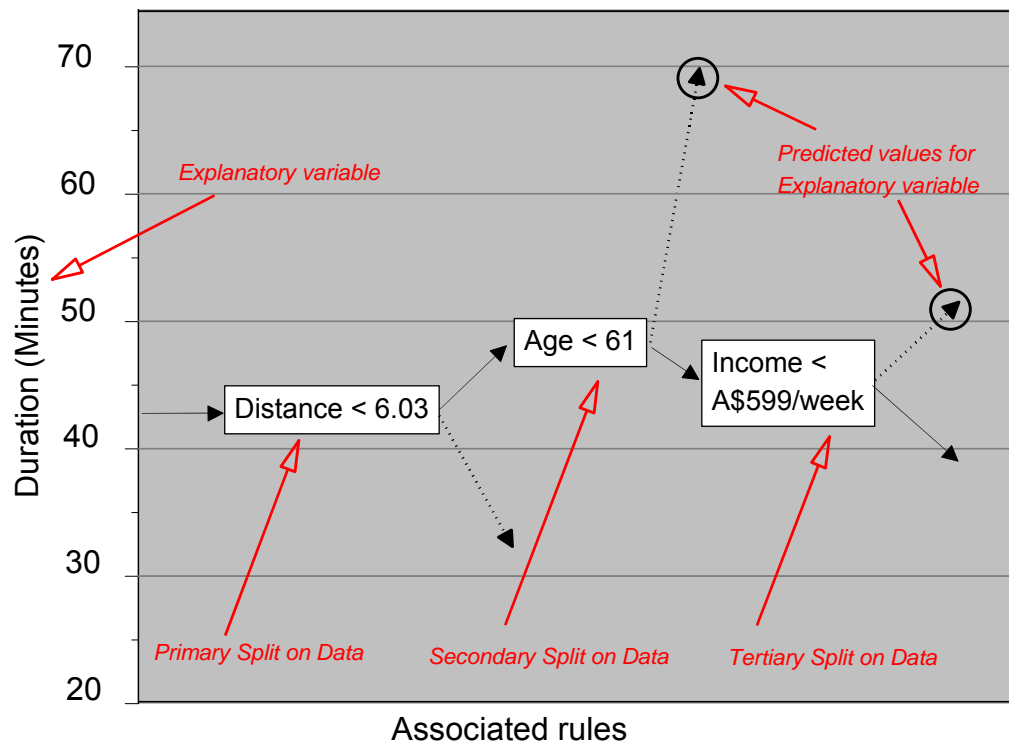 70
60
50
40
30
20
Duration (Minutes)
Explanatory variable
Predicted values for
Explanatory variable
Age < 61
Income <
A$599/week
Distance < 6.03
Primary Split on Data
Secondary Split on Data
Tertiary Split on Data
Associated rules